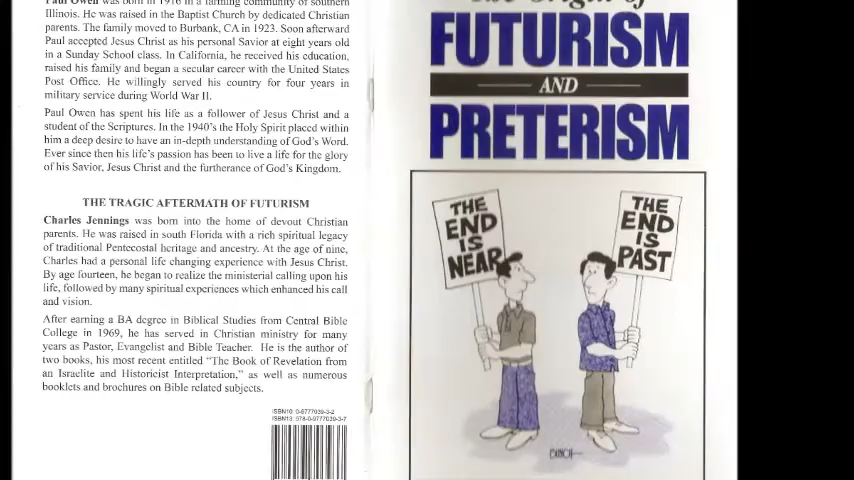 Paul Owen was born in 1916 in a farming community of southern
Illinois. He was raised in the Baptist Church by dedicated Christian
parents. The family moved to Burbank, CA in 1923. Soon afterward
Paul accepted Jesus Christ as his personal Savior at eight years old
in a Sunday School class. In California, he received his education,
raised his family and began a secular career with the United States
Post Office. He willingly served his country for four years in
military service during World War II.
Paul Owen has spent his life as a follower of Jesus Christ and a
student of the Scriptures. In the 1940's the Holy Spirit placed within
him a deep desire to have an in-depth understanding of God's Word.
Ever since then his life's passion has been to live a life for the glory
of his Savior, Jesus Christ and the furtherance of God's Kingdom.
THE TRAGIC AFTERMATH OF FUTURISM
Charles Jennings was born into the home of devout Christian
parents. He was raised in south Florida with a rich spiritual legacy
of traditional Pentecostal heritage and ancestry. At the age of nine,
Charles had a personal life changing experience with Jesus Christ.
By age fourteen, he began to realize the ministerial calling upon his
life, followed by many spiritual experiences which enhanced his call
and vision.
After earning a BA degree in Biblical Studies from Central Bible
College in 1969, he has served in Christian ministry for many
years as Pastor, Evangelist and Bible Teacher. He is the author of
two books, his most recent entitled “The Book of Revelation from
an Israelite and Historicist Interpretation,” as well as numerous
booklets and brochures on Bible related subjects.
ISBN10: 0-9777039-3-2
ISBN13: 978-0-9777039-3-7
The Origin of
FUTURISM
AND
PRETERISM
THE
END
IS
NEAR
THE
END
IS
PAST